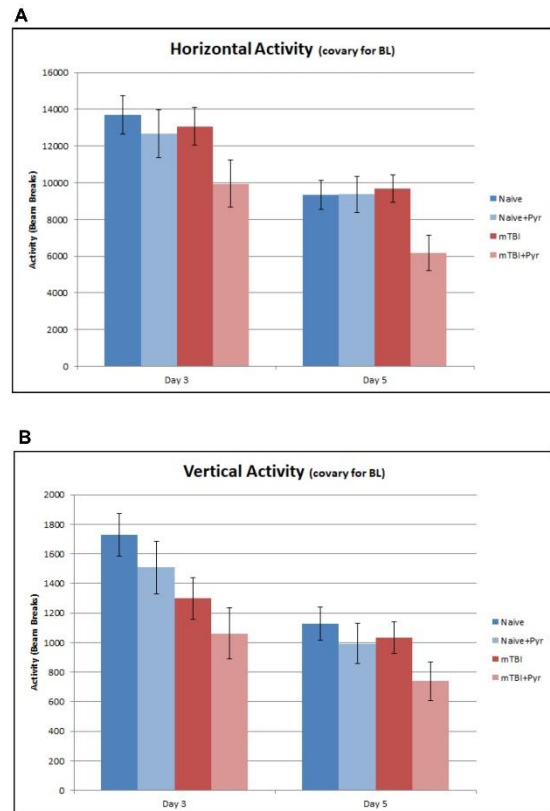 A
Horizontal Activity (covary for BL)
16000
14000
12000
10000
8000
6000
4000
2000
0
Activity (Beam Breaks)
Day 3
Day 5
Naive
Naive+Pyr
mTBI
mTBI+Pyr
B
Vertical Activity (covary for BL)
2000
1800
1600
1400
1200
1000
800
600
400
200
0
Activity (Beam Breaks)
Day 3
Day 5
Naive
Naive+Pyr
mTBI
mTBI+Pyr